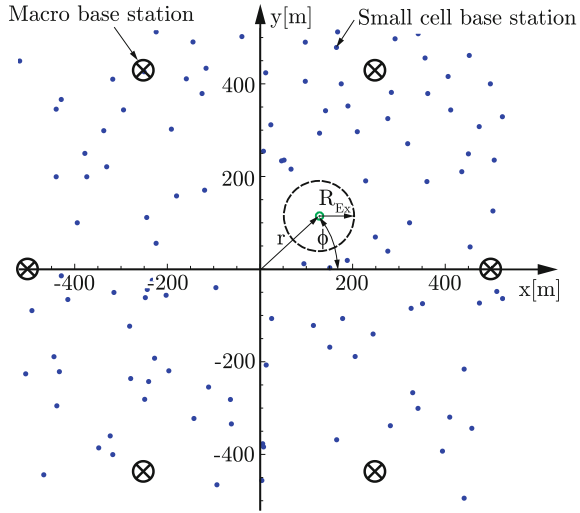 Macro base station
y[m]
Small cell base station
400
200
R_Ex
r
ϕ
-400
-200
200
400
x[m]
-200
-400